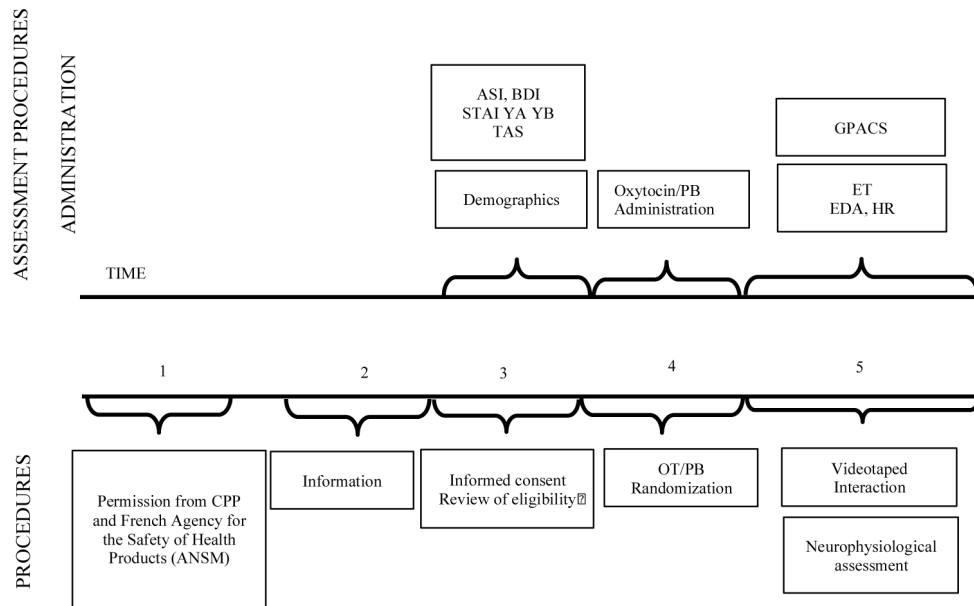 ASSESSMENT PROCEDURES
ADMINISTRATION
ASI, BDI
STAI YA YB
TAS
GPACS
Demographics
Oxytocin/PB
Administration
ET
EDA, HR
TIME
1
2
3
4
5
PROCEDURES
Permission from CPP
and French Agency for
the Safety of Health
Products (ANSM)
Information
Informed consent
Review of eligibility
OT/PB
Randomization
Videotaped
Interaction
Neurophysiological
assessment